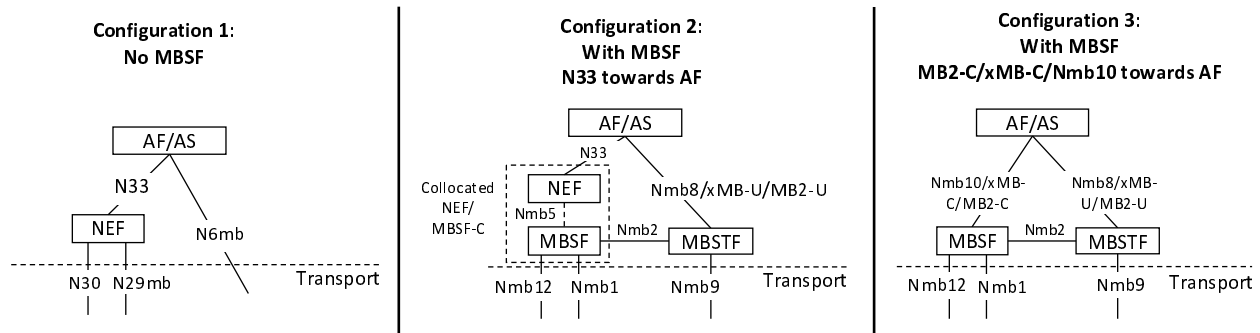 Configuration 1:
No MBSF
AF/AS
N33
NEF
N6mb
Transport
N30
N29mb
Configuration 2:
With MBSF
N33 towards AF
AF/AS
N33
NEF
Collocated
NEF/
MBSF-C
Nmb8/xMB-U/MB2-U
Nmb5
MBSF
Nmb2
MBSTF
Transport
Nmb12
Nmb1
Nmb9
Configuration 3:
With MBSF
MB2-C/xMB-C/Nmb10 towards AF
AF/AS
Nmb10/xMB-
C/MB2-C
Nmb8/xMB-
U/MB2-U
MBSF
Nmb2
MBSTF
Transport
Nmb12
Nmb1
Nmb9